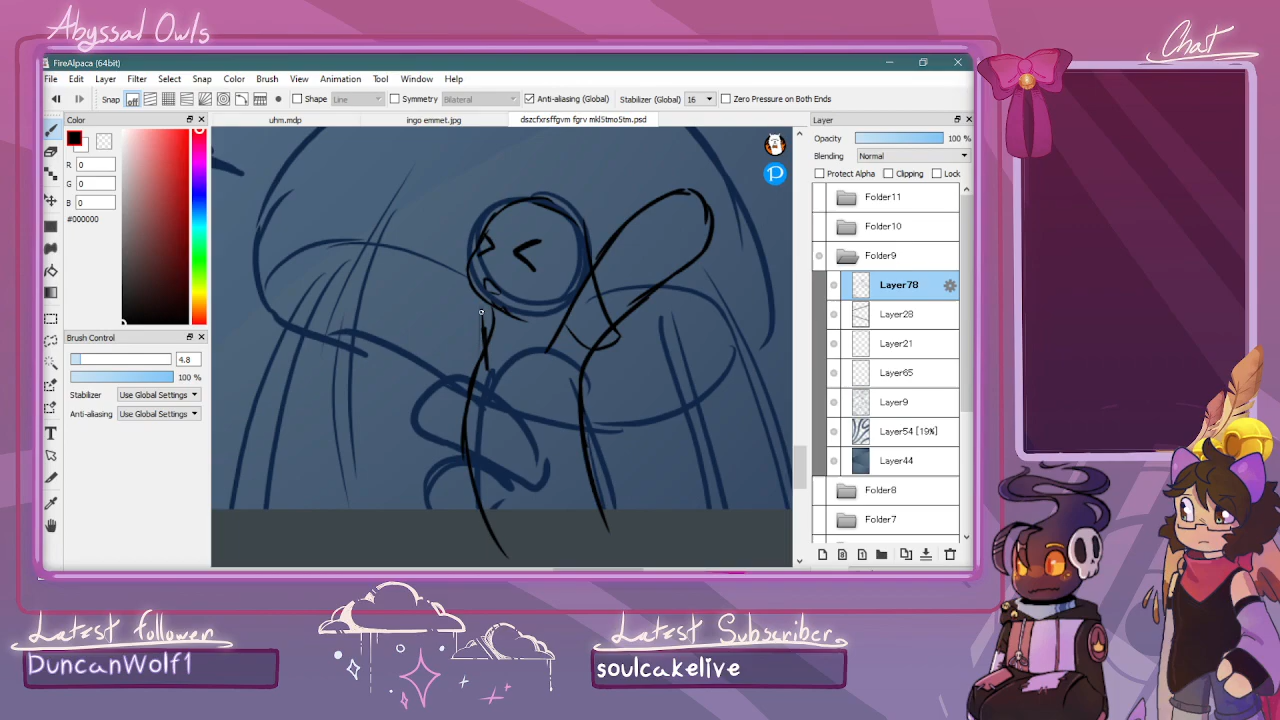 Abyssal Owls
Chat
FireAlpaca (64bit)
File Edit Layer Filter Select Snap Color Brush View Animation Tool Window Help
Snap off Shape Line Symmetry Bilateral Anti-aliasing (Global) Stabilizer (Global) 16 Zero Pressure on Both Ends
Color
uhm.mdp
ingo emmet.jpg
dszcfxrsffgvm fgrv mkl5tmo5tm.psd
Layer
R 0
G 0
B 0
#000000
Opacity 100 %
Blending Normal
Protect Alpha Clipping Lock
Folder11
Folder10
Folder9
Layer78
Layer28
Layer21
Layer65
Layer9
Layer54 [19%]
Layer44
Folder8
Folder7
Brush Control
4.8
100 %
Stabilizer Use Global Settings
Anti-aliasing Use Global Settings
Latest follower
DuncanWolf1
Latest Subscriber
soulcakelive